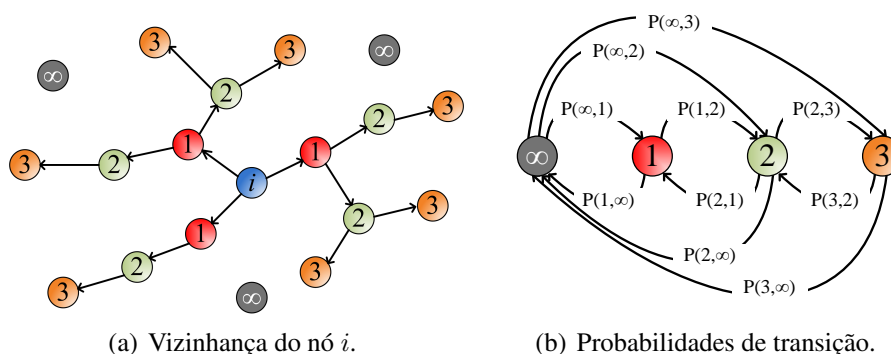 3
3
∞
∞
2
2
3
1
1
3
2
i
3
1
2
2
3
3
∞
(a) Vizinhança do nó i.
P(∞,3)
P(∞,2)
P(∞,1)
P(1,2)
P(2,3)
∞
1
2
3
P(1,∞)
P(2,1)
P(3,2)
P(2,∞)
P(3,∞)
(b) Probabilidades de transição.